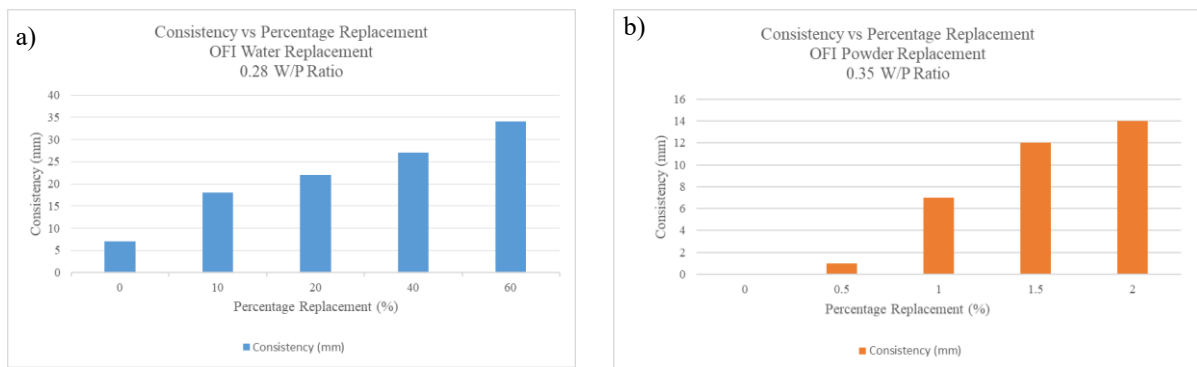 a)
Consistency vs Percentage Replacement
OFI Water Replacement
0.28 W/P Ratio
40
35
30
25
20
15
10
5
0
Consistency (mm)
0 10 20 40 60
Percentage Replacement (%)
Consistency (mm)
b)
Consistency vs Percentage Replacement
OFI Powder Replacement
0.35 W/P Ratio
16
14
12
10
8
6
4
2
0
Consistency (mm)
0 0.5 1 1.5 2
Percentage Replacement (%)
Consistency (mm)